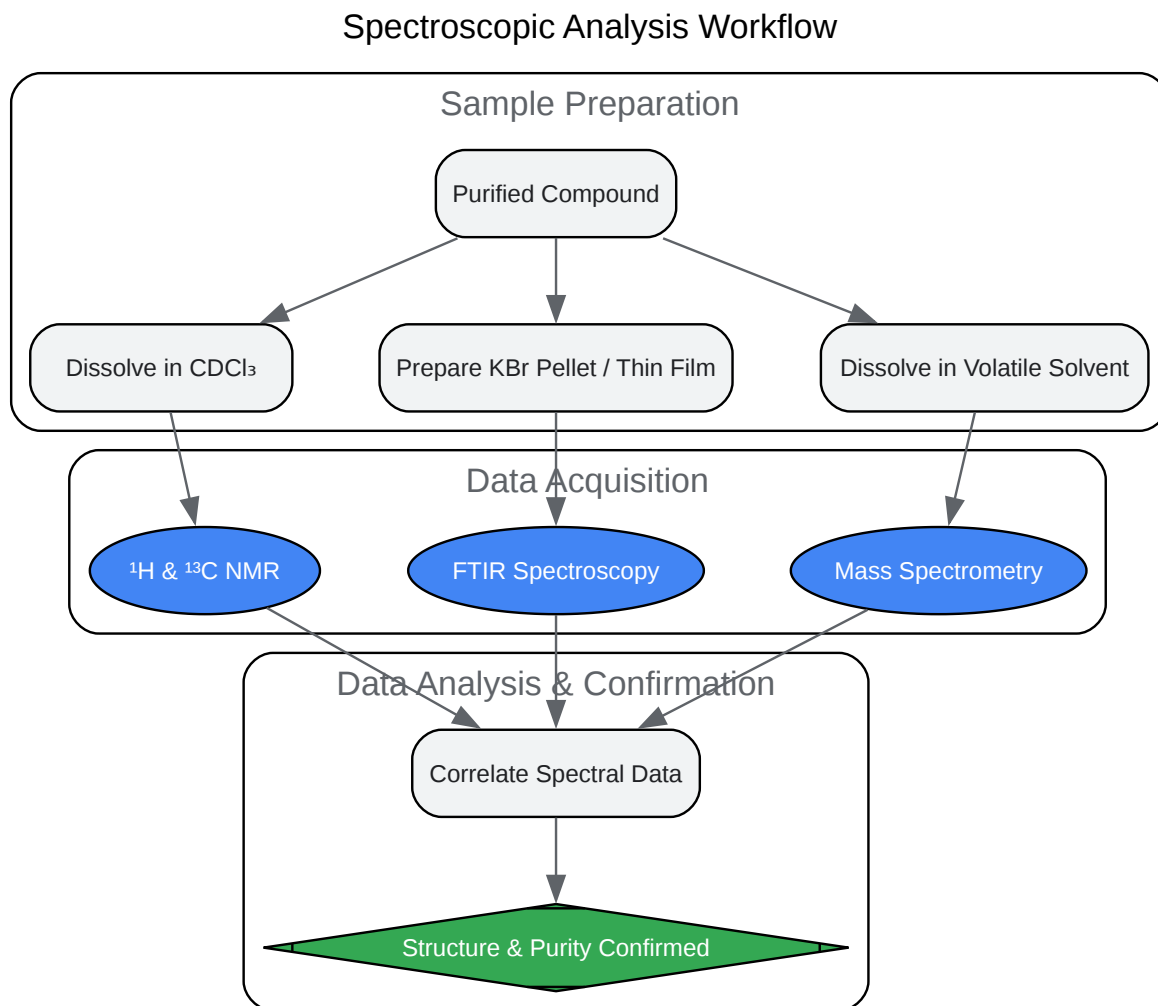 Spectroscopic Analysis Workflow
Sample Preparation
Purified Compound
Dissolve in CDCl₃
Prepare KBr Pellet / Thin Film
Dissolve in Volatile Solvent
Data Acquisition
¹H & ¹³C NMR
FTIR Spectroscopy
Mass Spectrometry
Data Analysis & Confirmation
Correlate Spectral Data
Structure & Purity Confirmed